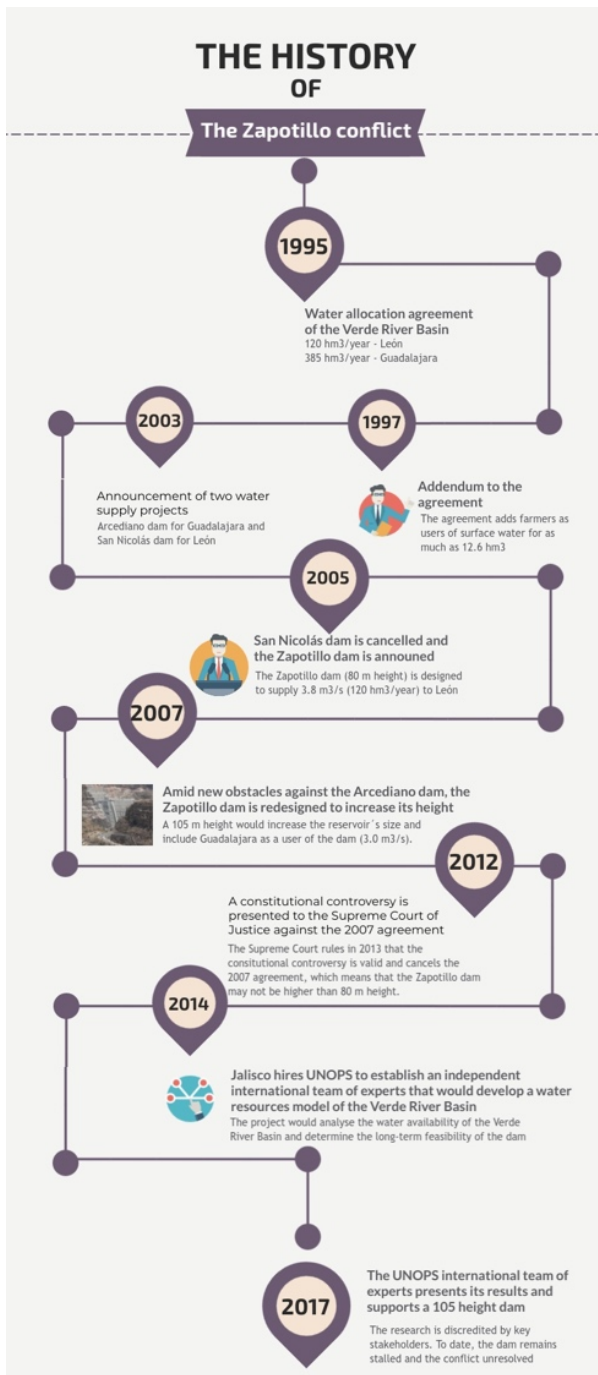 THE HISTORY
OF
The Zapotillo conflict
1995
Water allocation agreement
of the Verde River Basin
120 hm3/year - León
385 hm3/year - Guadalajara
1997
Addendum to the
agreement
The agreement adds farmers as
users of surface water for as
much as 12.6 hm3
2003
Announcement of two water
supply projects
Arcediano dam for Guadalajara and
San Nicolás dam for León
2005
San Nicolás dam is cancelled and
the Zapotillo dam is announed
The Zapotillo dam (80 m height) is designed
to supply 3.8 m3/s (120 hm3/year) to León
2007
Amid new obstacles against the Arcediano dam, the
Zapotillo dam is redesigned to increase its height
A 105 m height would increase the reservoir´s size and
include Guadalajara as a user of the dam (3.0 m3/s).
2012
A constitutional controversy is
presented to the Supreme Court of
Justice against the 2007 agreement
The Supreme Court rules in 2013 that the
consitutional controversy is valid and cancels the
2007 agreement, which means that the Zapotillo dam
may not be higher than 80 m height.
2014
Jalisco hires UNOPS to establish an independent
international team of experts that would develop a water
resources model of the Verde River Basin
The project would analyse the water availability of the Verde
River Basin and determine the long-term feasibility of the dam
2017
The UNOPS international team of
experts presents its results and
supports a 105 height dam
The research is discredited by key
stakeholders. To date, the dam remains
stalled and the conflict unresolved